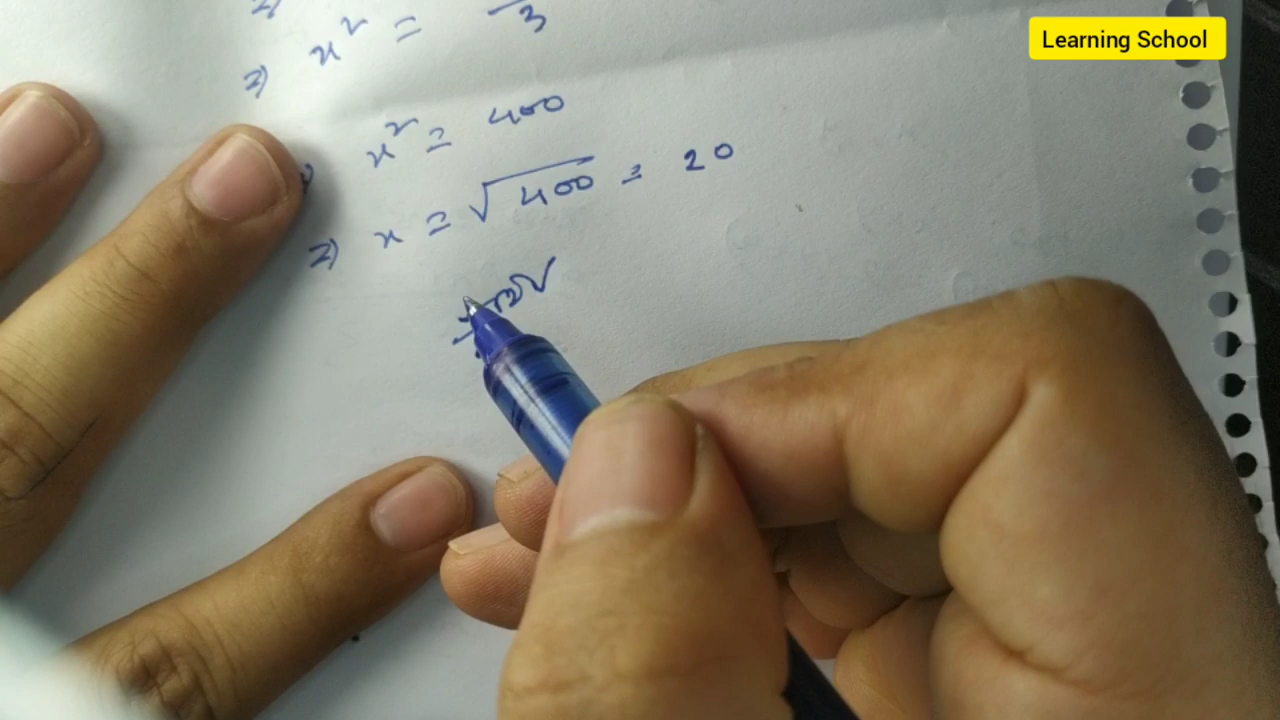 Learning School
⇒ x² = 3
⇒ x² = 400
⇒ x = √400 = 20